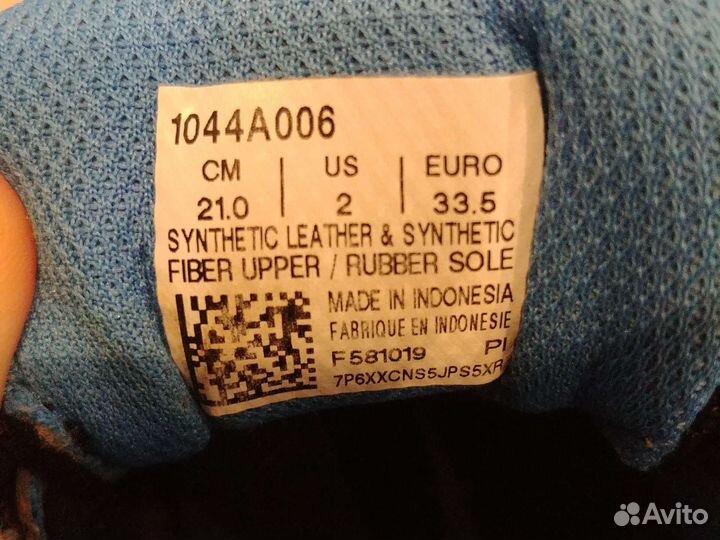 1044A006
CM | US | EURO
21.0 | 2 | 33.5
SYNTHETIC LEATHER & SYNTHETIC
FIBER UPPER / RUBBER SOLE
MADE IN INDONESIA
FABRIQUE EN INDONESIE
F581019 PI
7P6XXCNS5JPS5XR
Avito